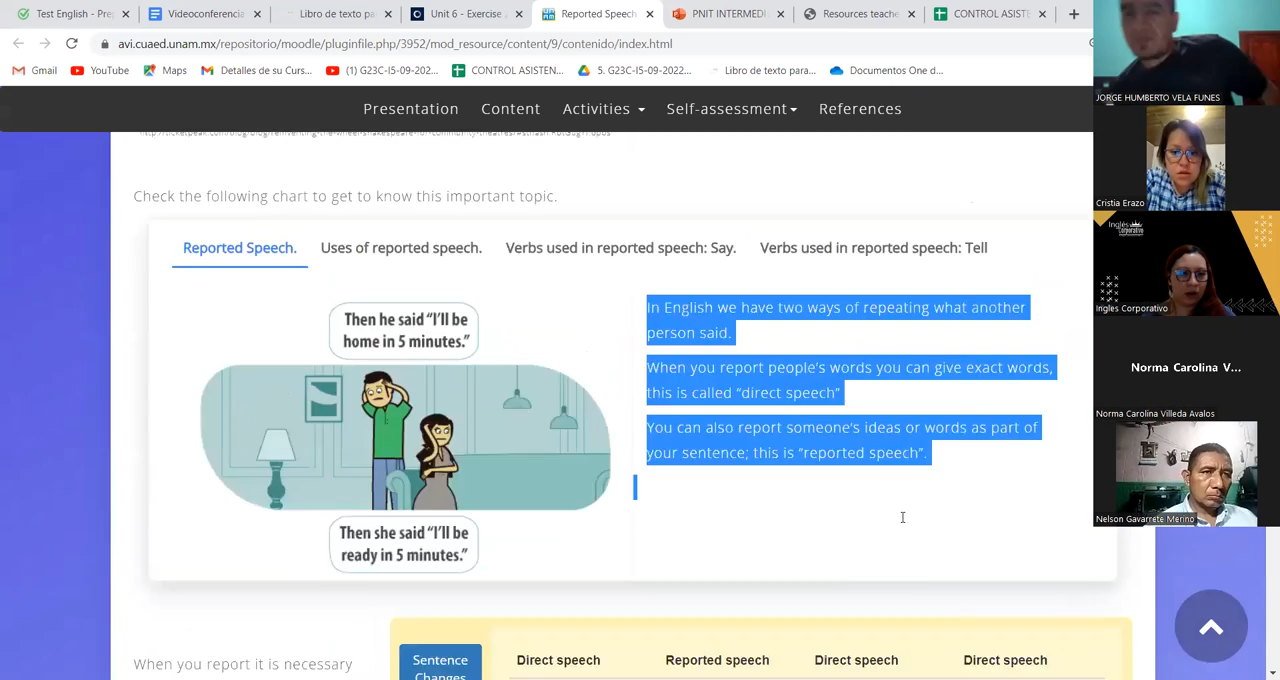 Test English - Prep
Videoconferencia
Libro de texto pa
Unit 6 - Exercise
Reported Speech
PNIT INTERMEDI
Resources teache
CONTROL ASISTE
avi.cuaed.unam.mx/repositorio/moodle/pluginfile.php/3952/mod_resource/content/9/contenido/index.html
Gmail
YouTube
Maps
Detalles de su Curs...
(1) G23C-I5-09-202...
CONTROL ASISTEN...
5. G23C-I5-09-2022...
Libro de texto para...
Documentos One d...
Presentation
Content
Activities
Self-assessment
References
Check the following chart to get to know this important topic.
Reported Speech.
Uses of reported speech.
Verbs used in reported speech: Say.
Verbs used in reported speech: Tell
Then he said “I’ll be
home in 5 minutes.”
Then she said “I’ll be
ready in 5 minutes.”
In English we have two ways of repeating what another
person said.
When you report people’s words you can give exact words,
this is called “direct speech”
You can also report someone’s ideas or words as part of
your sentence; this is “reported speech”.
When you report it is necessary
Sentence
Changes
Direct speech
Reported speech
Direct speech
Direct speech
JORGE HUMBERTO VELA FUNES
Cristia Erazo
Inglés
Corporativo
Ingles Corporativo
Norma Carolina V...
Norma Carolina Villeda Avalos
Nelson Gavarrete Merino